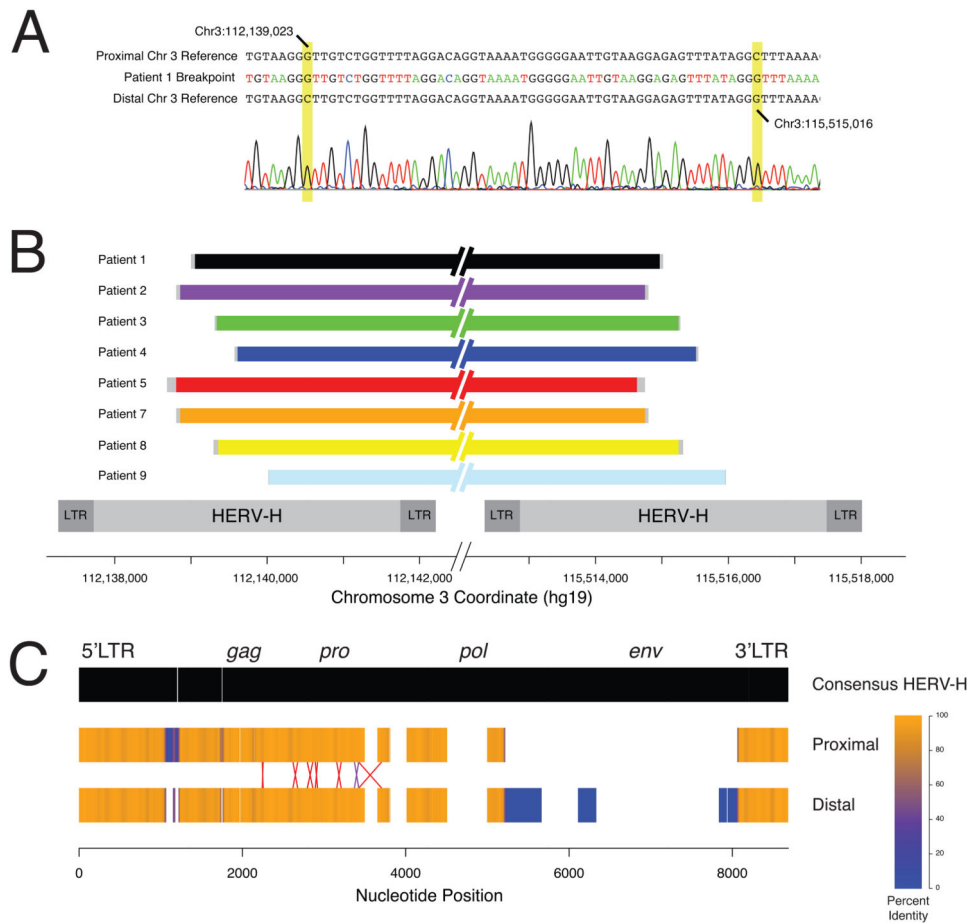 A
Chr3:112,139,023
Proximal Chr 3 Reference TGTAAGGGTTGTCTGGTTTTAGGACAGGTAAAATGGGGGAATTGTAAGGAGAGTTTATAGGCTTTAAAA
Patient 1 Breakpoint TGTAAGGGTTGTCTGGTTTTAGGACAGGTAAAATGGGGGAATTGTAAGGAGAGTTTATAGGGTTTAAAA
Distal Chr 3 Reference TGTAAGGCTTGTCTGGTTTTAGGACAGGTAAAATGGGGGAATTGTAAGGAGAGTTTATAGGGTTTAAAA
Chr3:115,515,016
B
Patient 1
Patient 2
Patient 3
Patient 4
Patient 5
Patient 7
Patient 8
Patient 9
LTR HERV-H LTR LTR HERV-H LTR
112,138,000 112,140,000 112,142,000 115,514,000 115,516,000 115,518,000
Chromosome 3 Coordinate (hg19)
C
5'LTR gag pro pol env 3'LTR
Consensus HERV-H
Proximal
Distal
100
80
60
40
20
0
Percent
Identity
0 2000 4000 6000 8000
Nucleotide Position